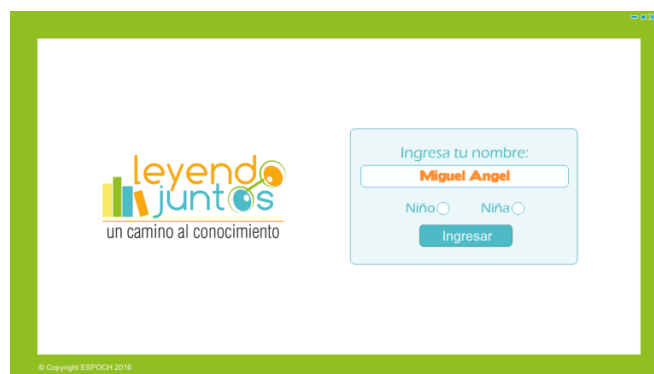 leyendo
juntos
un camino al conocimiento
Ingresa tu nombre:
Miguel Angel
Niño Niña
Ingresar
© Copyright ESPOCH 2016